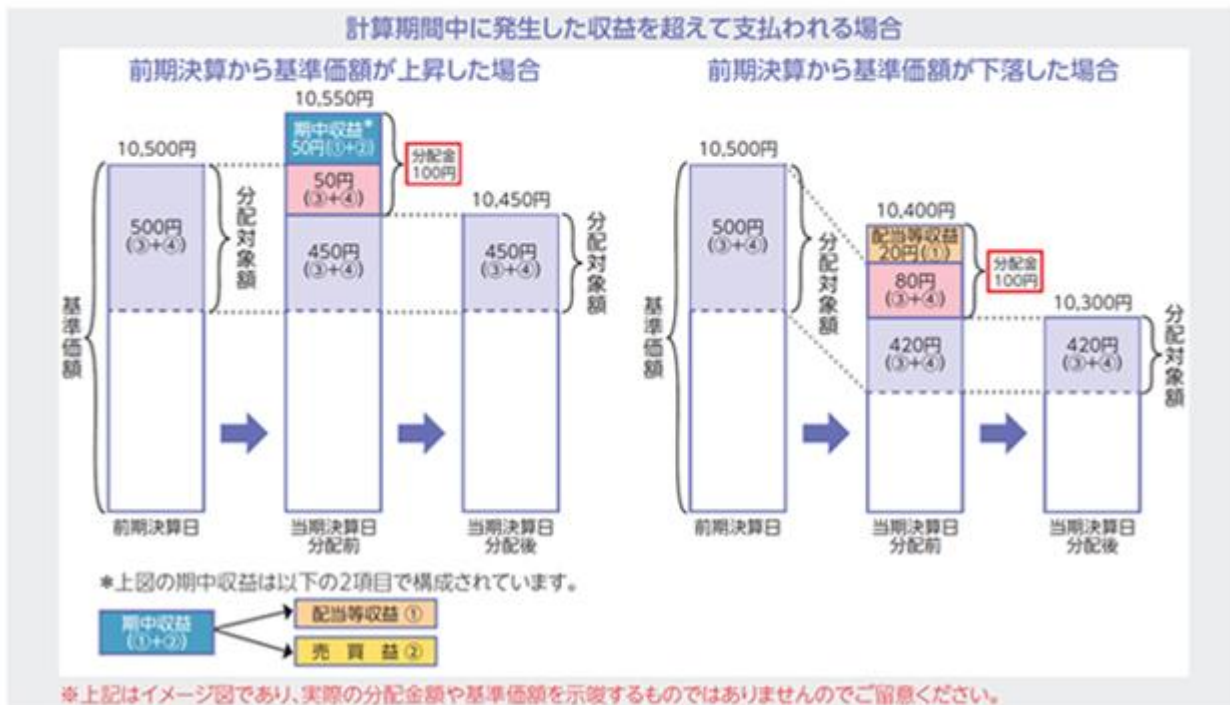 計算期間中に発生した収益を超えて支払われる場合
前期決算から基準価額が上昇した場合
10,550円
期中収益*
50円(①+②)
10,500円
分配金
100円
50円
(③+④)
10,450円
500円
(③+④)
分配対象額
450円
(③+④)
450円
(③+④)
分配対象額
基準価額
前期決算日
当期決算日
分配前
当期決算日
分配後
前期決算から基準価額が下落した場合
10,500円
10,400円
500円
(③+④)
分配対象額
配当等収益
20円(①)
分配金
100円
80円
(③+④)
10,300円
420円
(③+④)
420円
(③+④)
分配対象額
基準価額
前期決算日
当期決算日
分配前
当期決算日
分配後
*上図の期中収益は以下の2項目で構成されています。
期中収益
(①+②)
配当等収益 ①
売 買 益 ②
※上記はイメージ図であり、実際の分配金額や基準価額を示唆するものではありませんのでご留意ください。